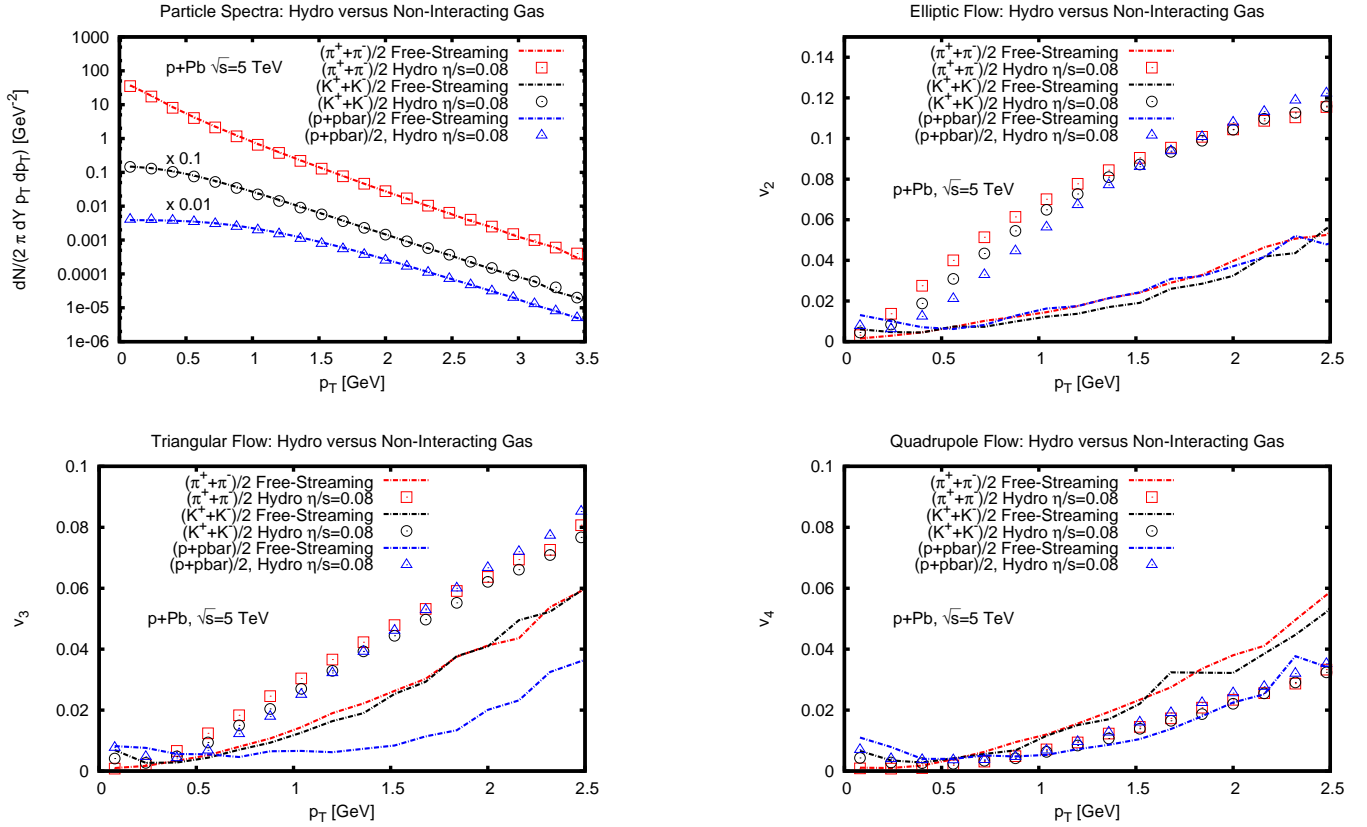 Particle Spectra: Hydro versus Non-Interacting Gas
dN/(2 π dY p_T dp_T) [GeV^-2]
1000
100
10
1
0.1
0.01
0.001
0.0001
1e-05
1e-06
p+Pb √s=5 TeV
(π^+ +π^-)/2 Free-Streaming
(π^+ +π^-)/2 Hydro η/s=0.08
(K^+ +K^-)/2 Free-Streaming
(K^+ +K^-)/2 Hydro η/s=0.08
(p+pbar)/2 Free-Streaming
(p+pbar)/2, Hydro η/s=0.08
x 0.1
x 0.01
0 0.5 1 1.5 2 2.5 3 3.5
p_T [GeV]
Elliptic Flow: Hydro versus Non-Interacting Gas
v_2
0.14
0.12
0.1
0.08
0.06
0.04
0.02
0
(π^+ +π^-)/2 Free-Streaming
(π^+ +π^-)/2 Hydro η/s=0.08
(K^+ +K^-)/2 Free-Streaming
(K^+ +K^-)/2 Hydro η/s=0.08
(p+pbar)/2 Free-Streaming
(p+pbar)/2, Hydro η/s=0.08
p+Pb, √s=5 TeV
0 0.5 1 1.5 2 2.5
p_T [GeV]
Triangular Flow: Hydro versus Non-Interacting Gas
v_3
0.1
0.08
0.06
0.04
0.02
0
(π^+ +π^-)/2 Free-Streaming
(π^+ +π^-)/2 Hydro η/s=0.08
(K^+ +K^-)/2 Free-Streaming
(K^+ +K^-)/2 Hydro η/s=0.08
(p+pbar)/2 Free-Streaming
(p+pbar)/2, Hydro η/s=0.08
p+Pb, √s=5 TeV
0 0.5 1 1.5 2 2.5
p_T [GeV]
Quadrupole Flow: Hydro versus Non-Interacting Gas
v_4
0.1
0.08
0.06
0.04
0.02
0
(π^+ +π^-)/2 Free-Streaming
(π^+ +π^-)/2 Hydro η/s=0.08
(K^+ +K^-)/2 Free-Streaming
(K^+ +K^-)/2 Hydro η/s=0.08
(p+pbar)/2 Free-Streaming
(p+pbar)/2, Hydro η/s=0.08
p+Pb, √s=5 TeV
0 0.5 1 1.5 2 2.5
p_T [GeV]